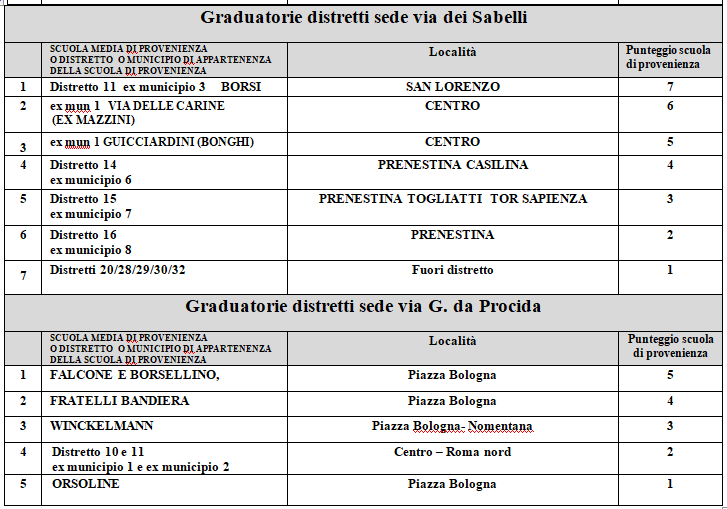 Graduatorie distretti sede via dei Sabelli
SCUOLA MEDIA DI PROVENIENZA
O DISTRETTO O MUNICIPIO DI APPARTENENZA
DELLA SCUOLA DI PROVENIENZA
Località
Punteggio scuola
di provenienza
1 Distretto 11 ex municipio 3 BORSI SAN LORENZO 7
2 ex mun 1 VIA DELLE CARINE CENTRO 6
(EX MAZZINI)
3 ex mun 1 GUICCIARDINI (BONGHI) CENTRO 5
4 Distretto 14 PRENESTINA CASILINA 4
ex municipio 6
5 Distretto 15 PRENESTINA TOGLIATTI TOR SAPIENZA 3
ex municipio 7
6 Distretto 16 PRENESTINA 2
ex municipio 8
7 Distretti 20/28/29/30/32 Fuori distretto 1
Graduatorie distretti sede via G. da Procida
SCUOLA MEDIA DI PROVENIENZA
O DISTRETTO O MUNICIPIO DI APPARTENENZA
DELLA SCUOLA DI PROVENIENZA
Località
Punteggio scuola
di provenienza
1 FALCONE E BORSELLINO, Piazza Bologna 5
2 FRATELLI BANDIERA Piazza Bologna 4
3 WINCKELMANN Piazza Bologna- Nomentana 3
4 Distretto 10 e 11 Centro – Roma nord 2
ex municipio 1 e ex municipio 2
5 ORSOLINE Piazza Bologna 1